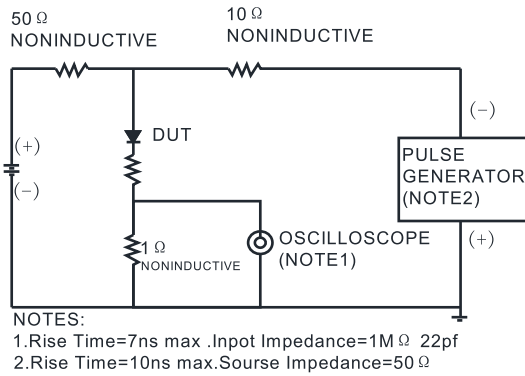 50 Ω
NONINDUCTIVE
10 Ω
NONINDUCTIVE
(+)
(−)
DUT
1 Ω
NONINDUCTIVE
OSCILLOSCOPE
(NOTE1)
(−)
PULSE
GENERATOR
(NOTE2)
(+)
NOTES:
1.Rise Time=7ns max .Inpot Impedance=1M Ω 22pf
2.Rise Time=10ns max.Sourse Impedance=50 Ω